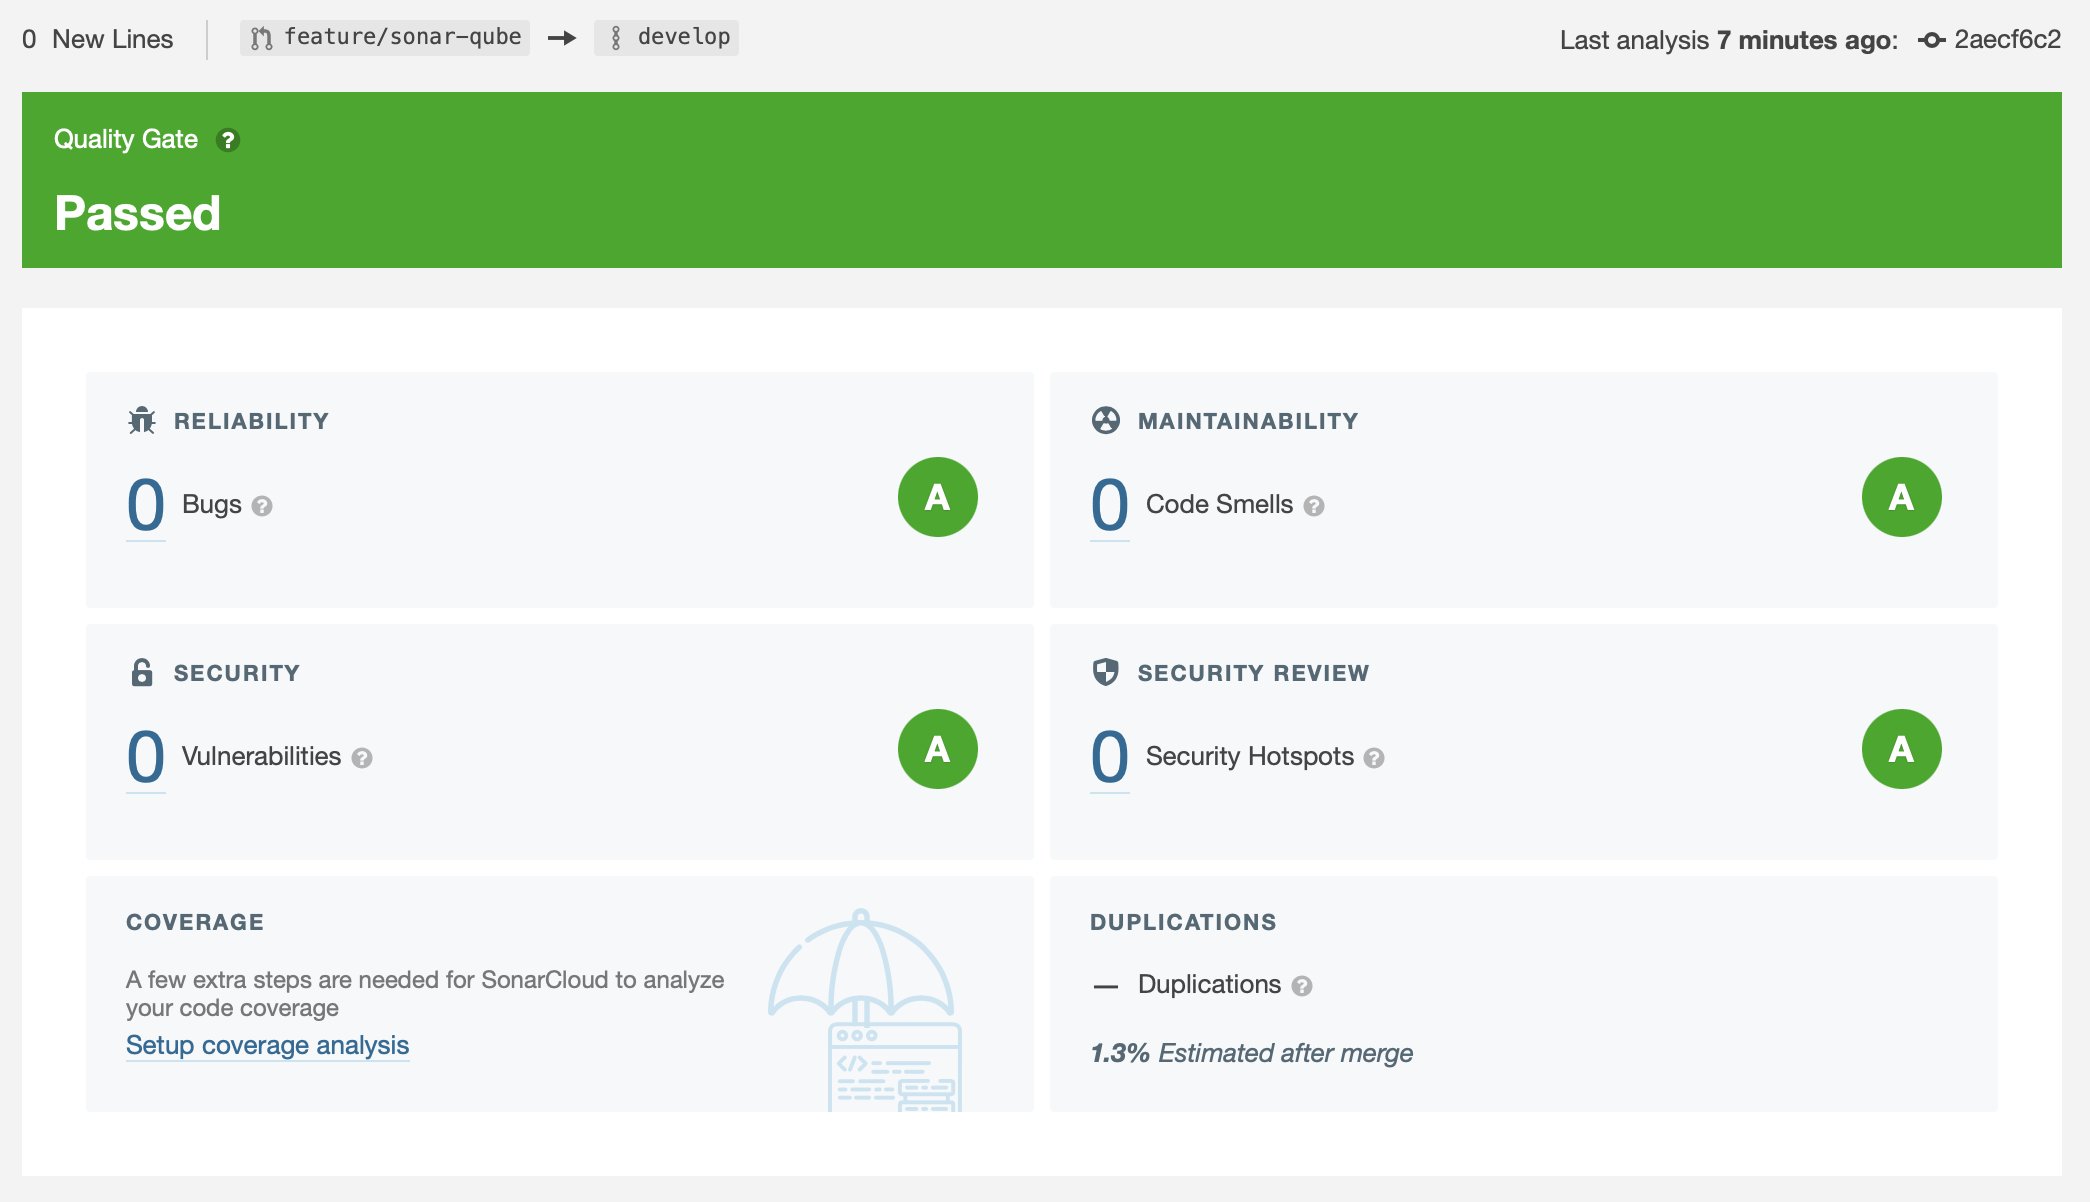 0 New Lines feature/sonar-qube develop Last analysis 7 minutes ago: 2aecf6c2
Quality Gate ?
Passed
RELIABILITY
0 Bugs ? A
MAINTAINABILITY
0 Code Smells ? A
SECURITY
0 Vulnerabilities ? A
SECURITY REVIEW
0 Security Hotspots ? A
COVERAGE
A few extra steps are needed for SonarCloud to analyze
your code coverage
Setup coverage analysis
</>
DUPLICATIONS
— Duplications ?
1.3% Estimated after merge